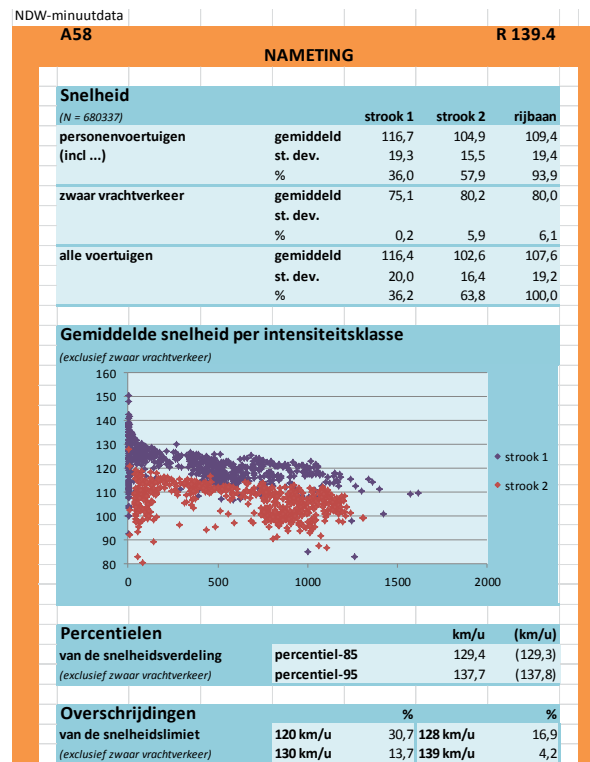 NDW-minuutdata
A58 R 139.4
NAMETING
Snelheid
(N = 680337) strook 1 strook 2 rijbaan
personenvoertuigen gemiddeld 116,7 104,9 109,4
(incl ...) st. dev. 19,3 15,5 19,4
% 36,0 57,9 93,9
zwaar vrachtverkeer gemiddeld 75,1 80,2 80,0
st. dev.
% 0,2 5,9 6,1
alle voertuigen gemiddeld 116,4 102,6 107,6
st. dev. 20,0 16,4 19,2
% 36,2 63,8 100,0
Gemiddelde snelheid per intensiteitsklasse
(exclusief zwaar vrachtverkeer)
160
150
140
130
120
110
100
90
80
0 500 1000 1500 2000
strook 1
strook 2
Percentielen km/u (km/u)
van de snelheidsverdeling percentiel-85 129,4 (129,3)
(exclusief zwaar vrachtverkeer) percentiel-95 137,7 (137,8)
Overschrijdingen % %
van de snelheidslimiet 120 km/u 30,7 128 km/u 16,9
(exclusief zwaar vrachtverkeer) 130 km/u 13,7 139 km/u 4,2